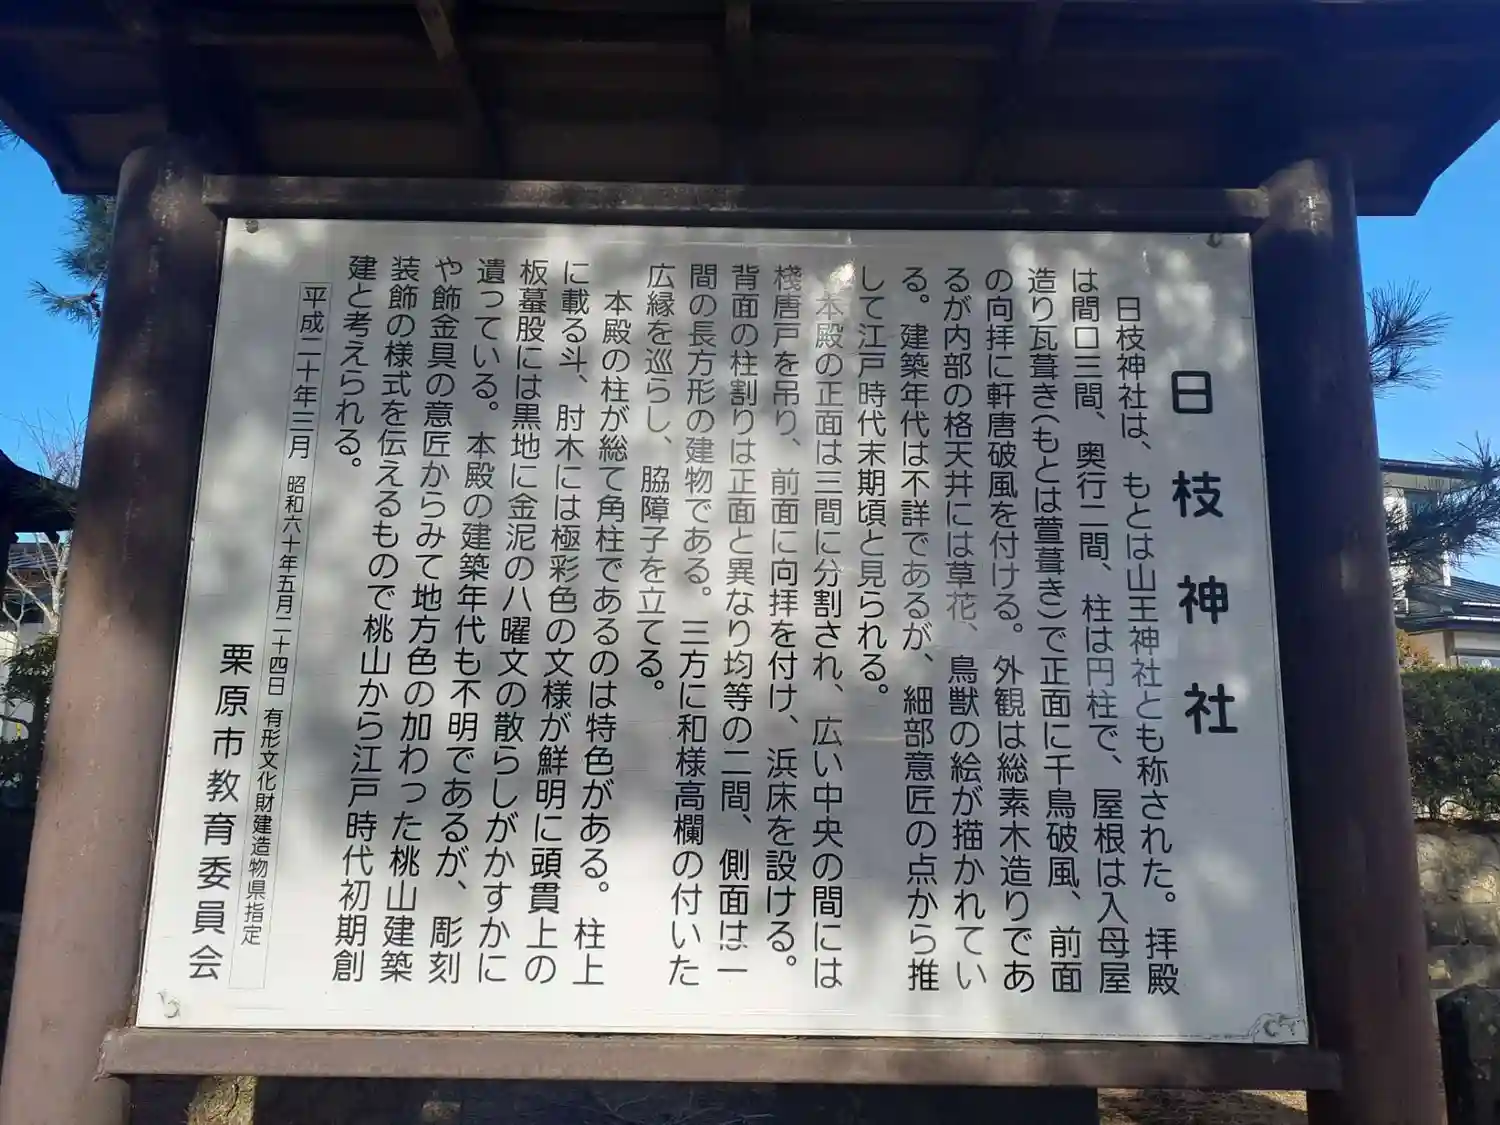 日枝神社
日枝神社は、もとは山王神社とも称された。拝殿
は間口三間、奥行二間、柱は円柱で、屋根は入母屋
造り瓦葺き（もとは萱葺き）で正面に千鳥破風、前面
の向拝に軒唐破風を付ける。外観は総素木造りであ
るが内部の格天井には草花、鳥獣の絵が描かれてい
る。建築年代は不詳であるが、細部意匠の点から推
して江戸時代末期頃と見られる。
本殿の正面は三間に分割され、広い中央の間には
棧唐戸を吊り、前面に向拝を付け、浜床を設ける。
背面の柱割りは正面と異なり均等の二間、側面は一
間の長方形の建物である。三方に和様高欄の付いた
広縁を巡らし、脇障子を立てる。
本殿の柱が総て角柱であるのは特色がある。柱上
に載る斗、肘木には極彩色の文様が鮮明に頭貫上の
板蟇股には黒地に金泥の八曜文の散らしがかすかに
遺っている。本殿の建築年代も不明であるが、彫刻
や飾金具の意匠からみて地方色の加わった桃山建築
装飾の様式を伝えるもので桃山から江戸時代初期創
建と考えられる。
平成二十年三月 昭和六十年五月二十四日 有形文化財建造物県指定
栗原市教育委員会